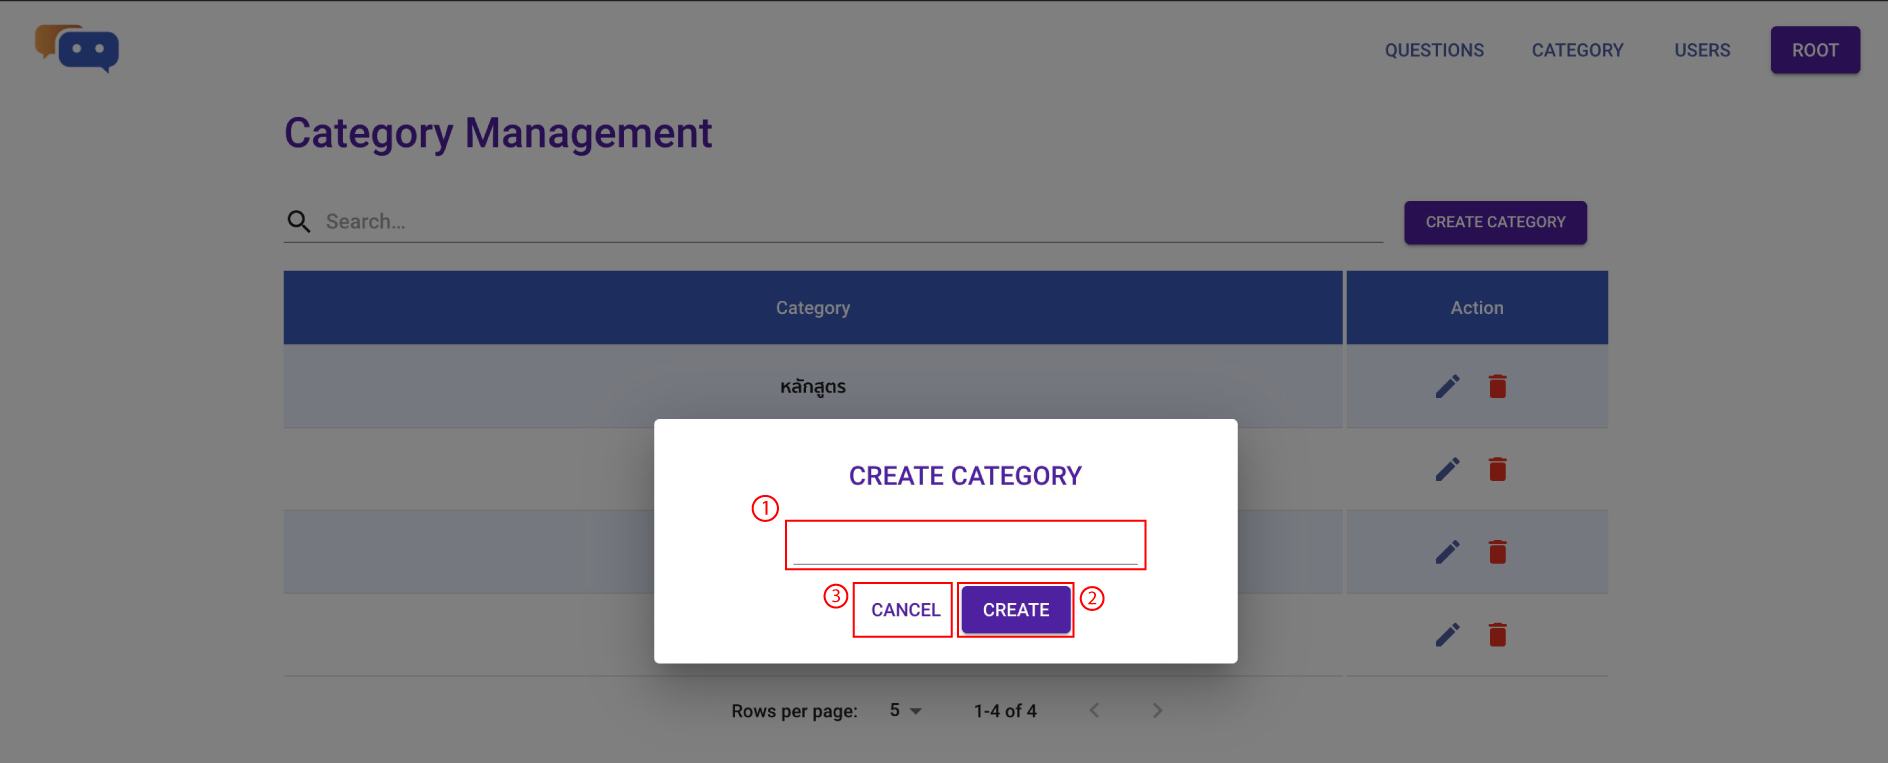 QUESTIONS CATEGORY USERS ROOT
Category Management
Search...
CREATE CATEGORY
Category Action
หลักสูตร
CREATE CATEGORY
1
3 CANCEL CREATE 2
Rows per page: 5 1-4 of 4